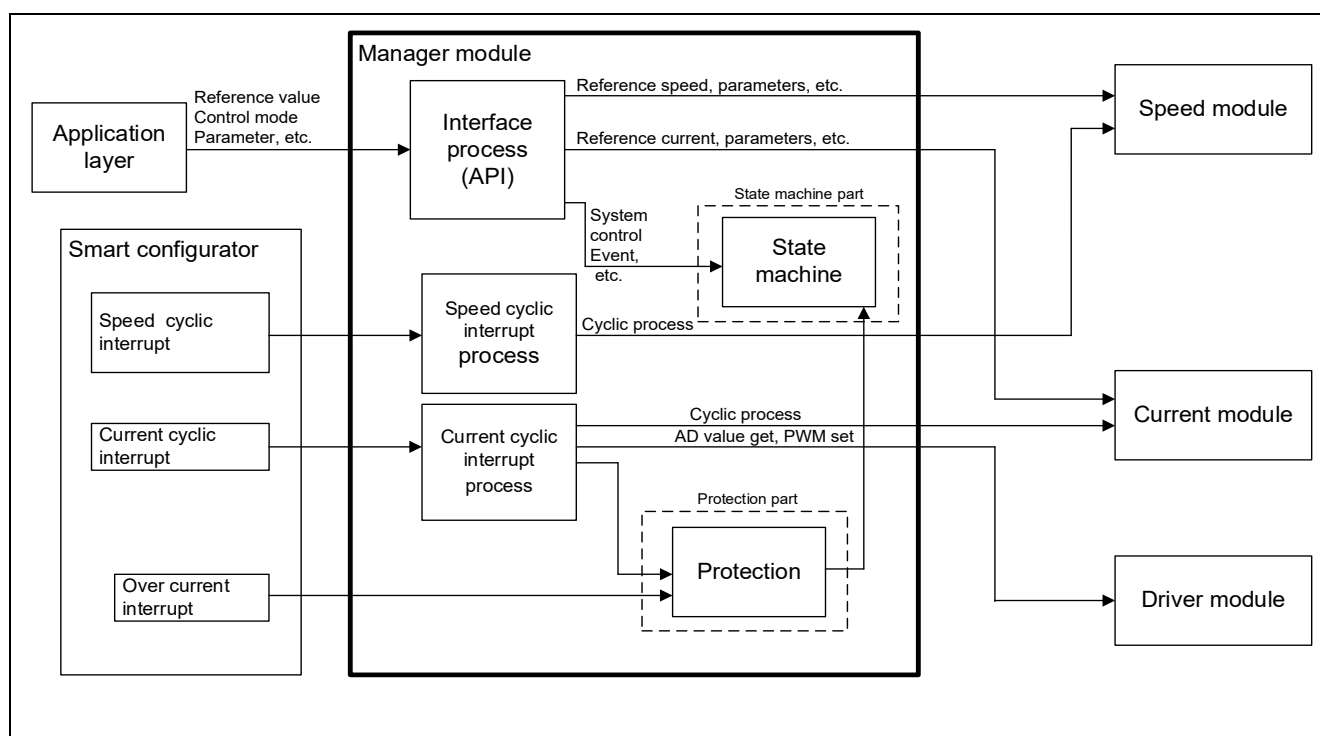 Manager module
Application
layer
Reference value
Control mode
Parameter, etc.
Interface
process
(API)
Reference speed, parameters, etc.
Reference current, parameters, etc.
Speed module
State machine part
System
control
Event,
etc.
State
machine
Smart configurator
Speed cyclic
interrupt
Speed cyclic
interrupt
process
Cyclic process
Current cyclic
interrupt
Current cyclic
interrupt
process
Cyclic process
AD value get, PWM set
Current module
Protection part
Protection
Over current
interrupt
Driver module